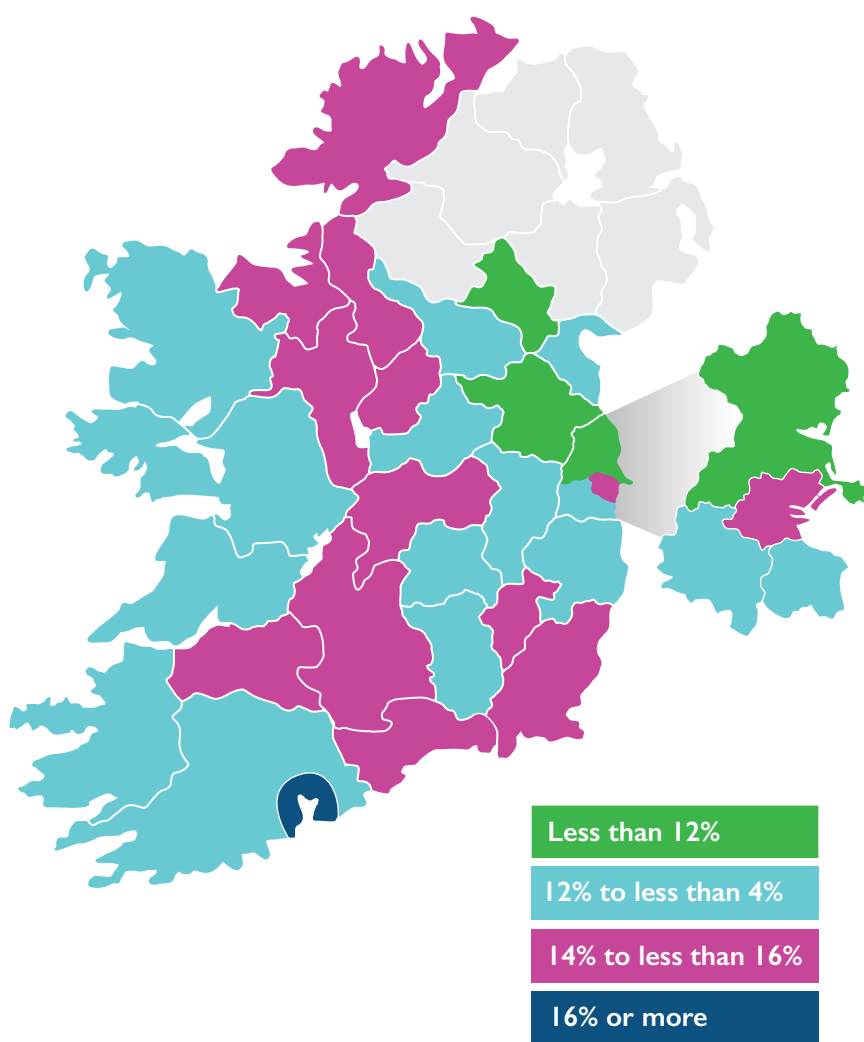 Less than 12%
12% to less than 4%
14% to less than 16%
16% or more